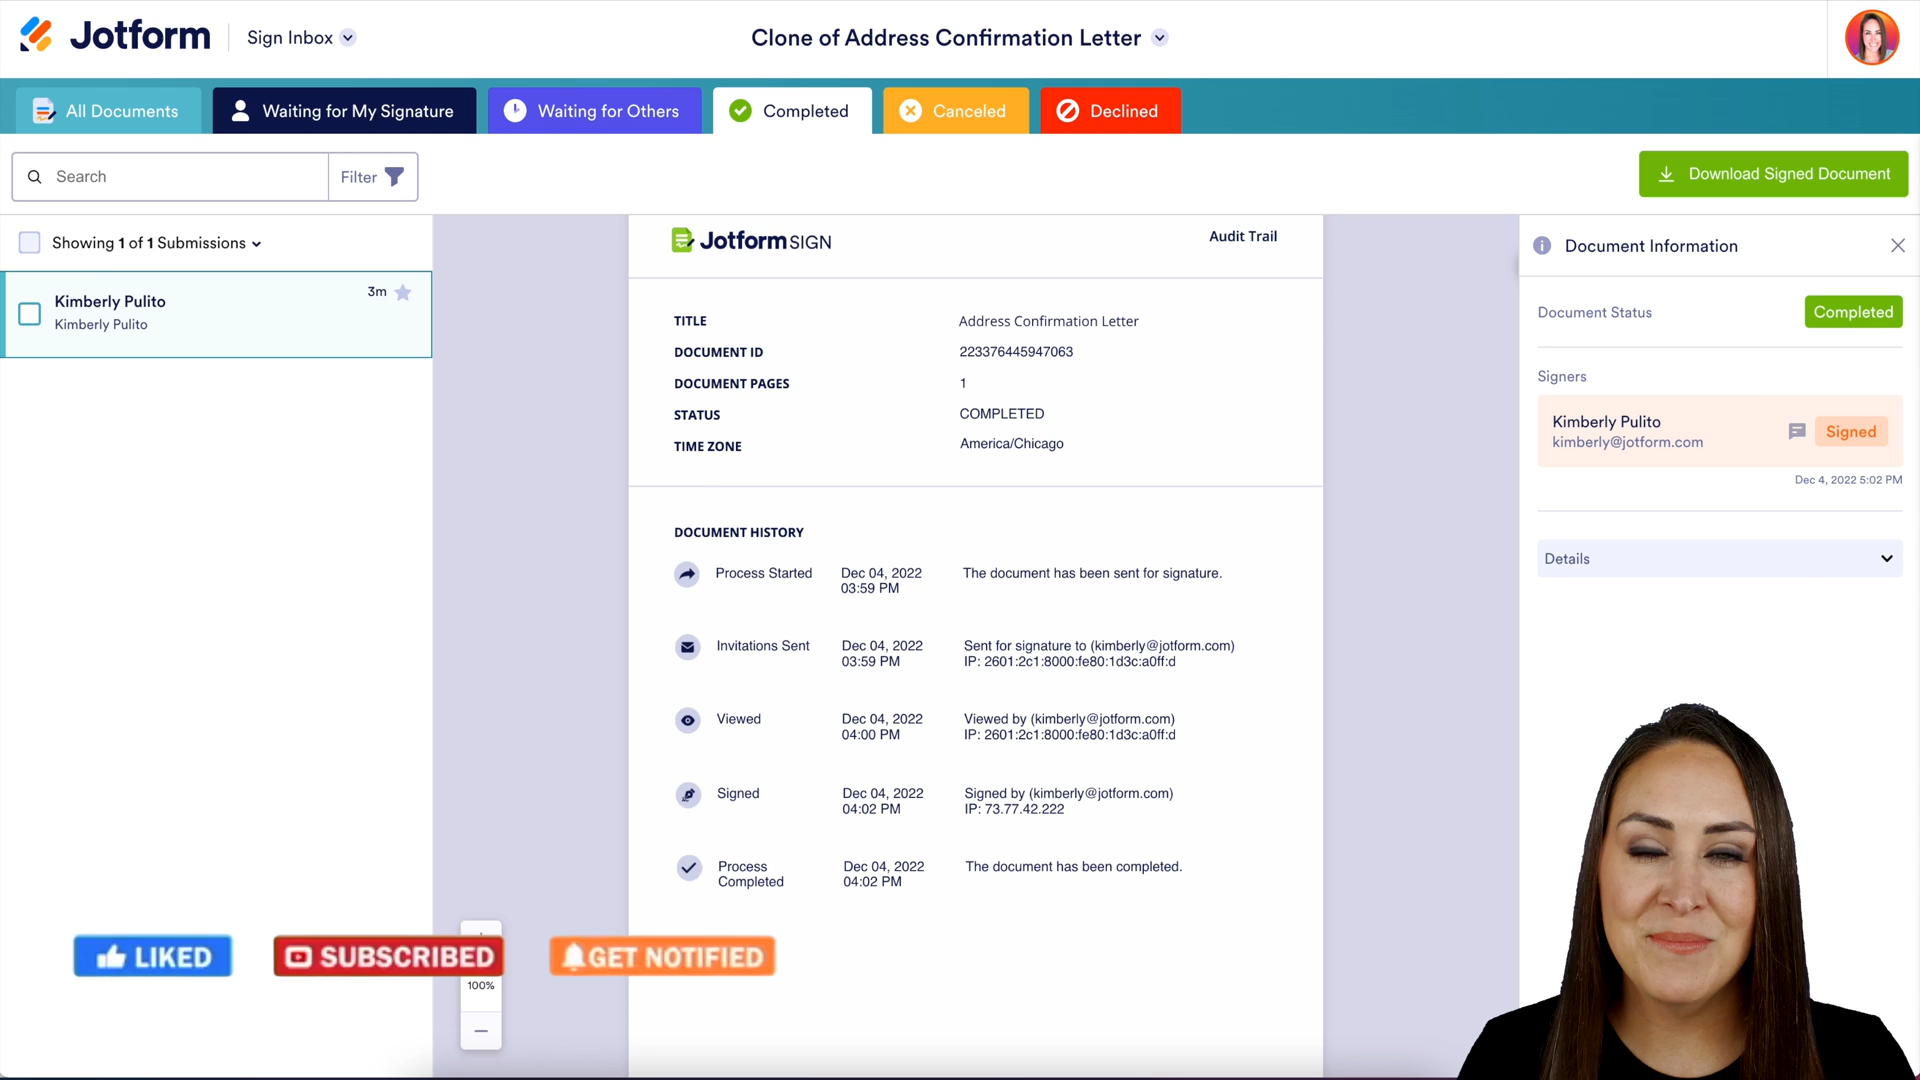 Jotform
Sign Inbox
Clone of Address Confirmation Letter
All Documents
Waiting for My Signature
Waiting for Others
Completed
Canceled
Declined
Search
Filter
Download Signed Document
Showing 1 of 1 Submissions
Kimberly Pulito
3m
Kimberly Pulito
Jotform SIGN
Audit Trail
TITLE Address Confirmation Letter
DOCUMENT ID 223376445947063
DOCUMENT PAGES 1
STATUS COMPLETED
TIME ZONE America/Chicago
DOCUMENT HISTORY
Process Started Dec 04, 2022 The document has been sent for signature.
03:59 PM
Invitations Sent Dec 04, 2022 Sent for signature to (kimberly@jotform.com)
03:59 PM IP: 2601:2c1:8000:fe80:1d3c:a0ff:d
Viewed Dec 04, 2022 Viewed by (kimberly@jotform.com)
04:00 PM IP: 2601:2c1:8000:fe80:1d3c:a0ff:d
Signed Dec 04, 2022 Signed by (kimberly@jotform.com)
04:02 PM IP: 73.77.42.222
Process Dec 04, 2022 The document has been completed.
Completed 04:02 PM
Document Information
Document Status Completed
Signers
Kimberly Pulito
kimberly@jotform.com
Signed
Dec 4, 2022 5:02 PM
Details
LIKED
SUBSCRIBED
GET NOTIFIED
100%